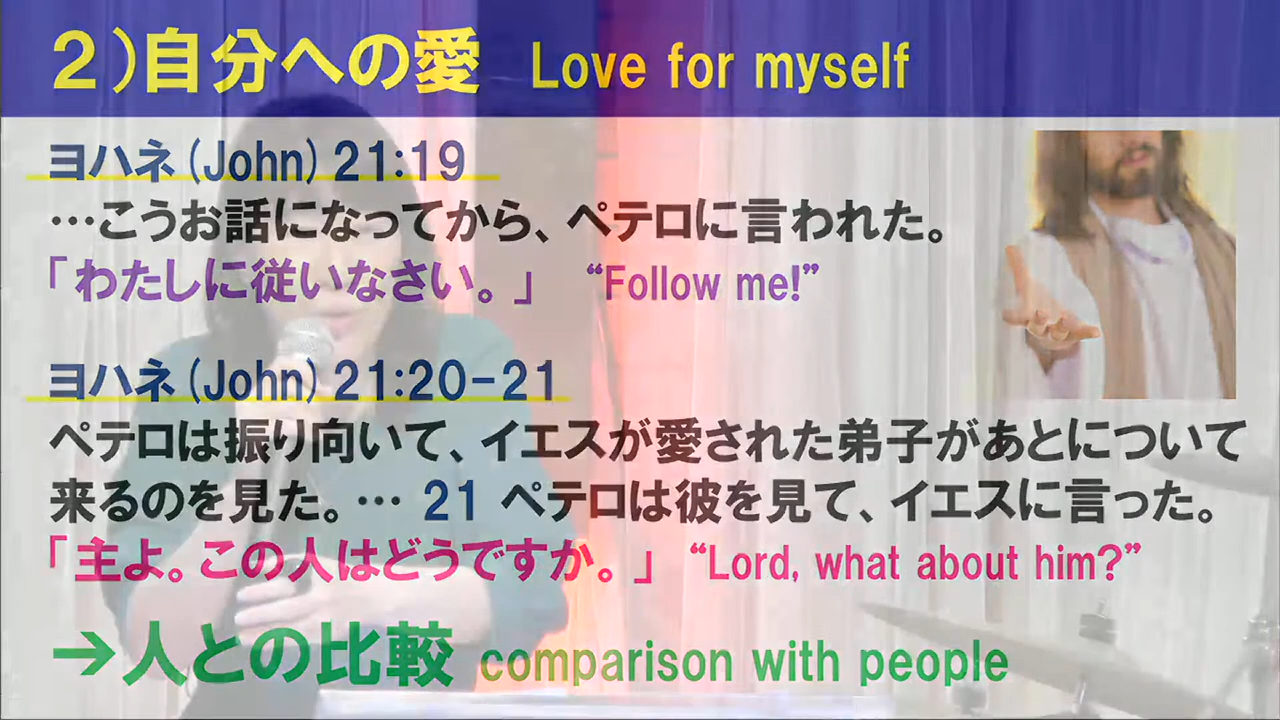 ２）自分への愛 Love for myself
ヨハネ(John) 21:19
…こうお話になってから、ペテロに言われた。
「わたしに従いなさい。」 “Follow me!”
ヨハネ(John) 21:20-21
ペテロは振り向いて、イエスが愛された弟子があとについて
来るのを見た。… 21 ペテロは彼を見て、イエスに言った。
「主よ。この人はどうですか。」 “Lord, what about him?”
→人との比較 comparison with people